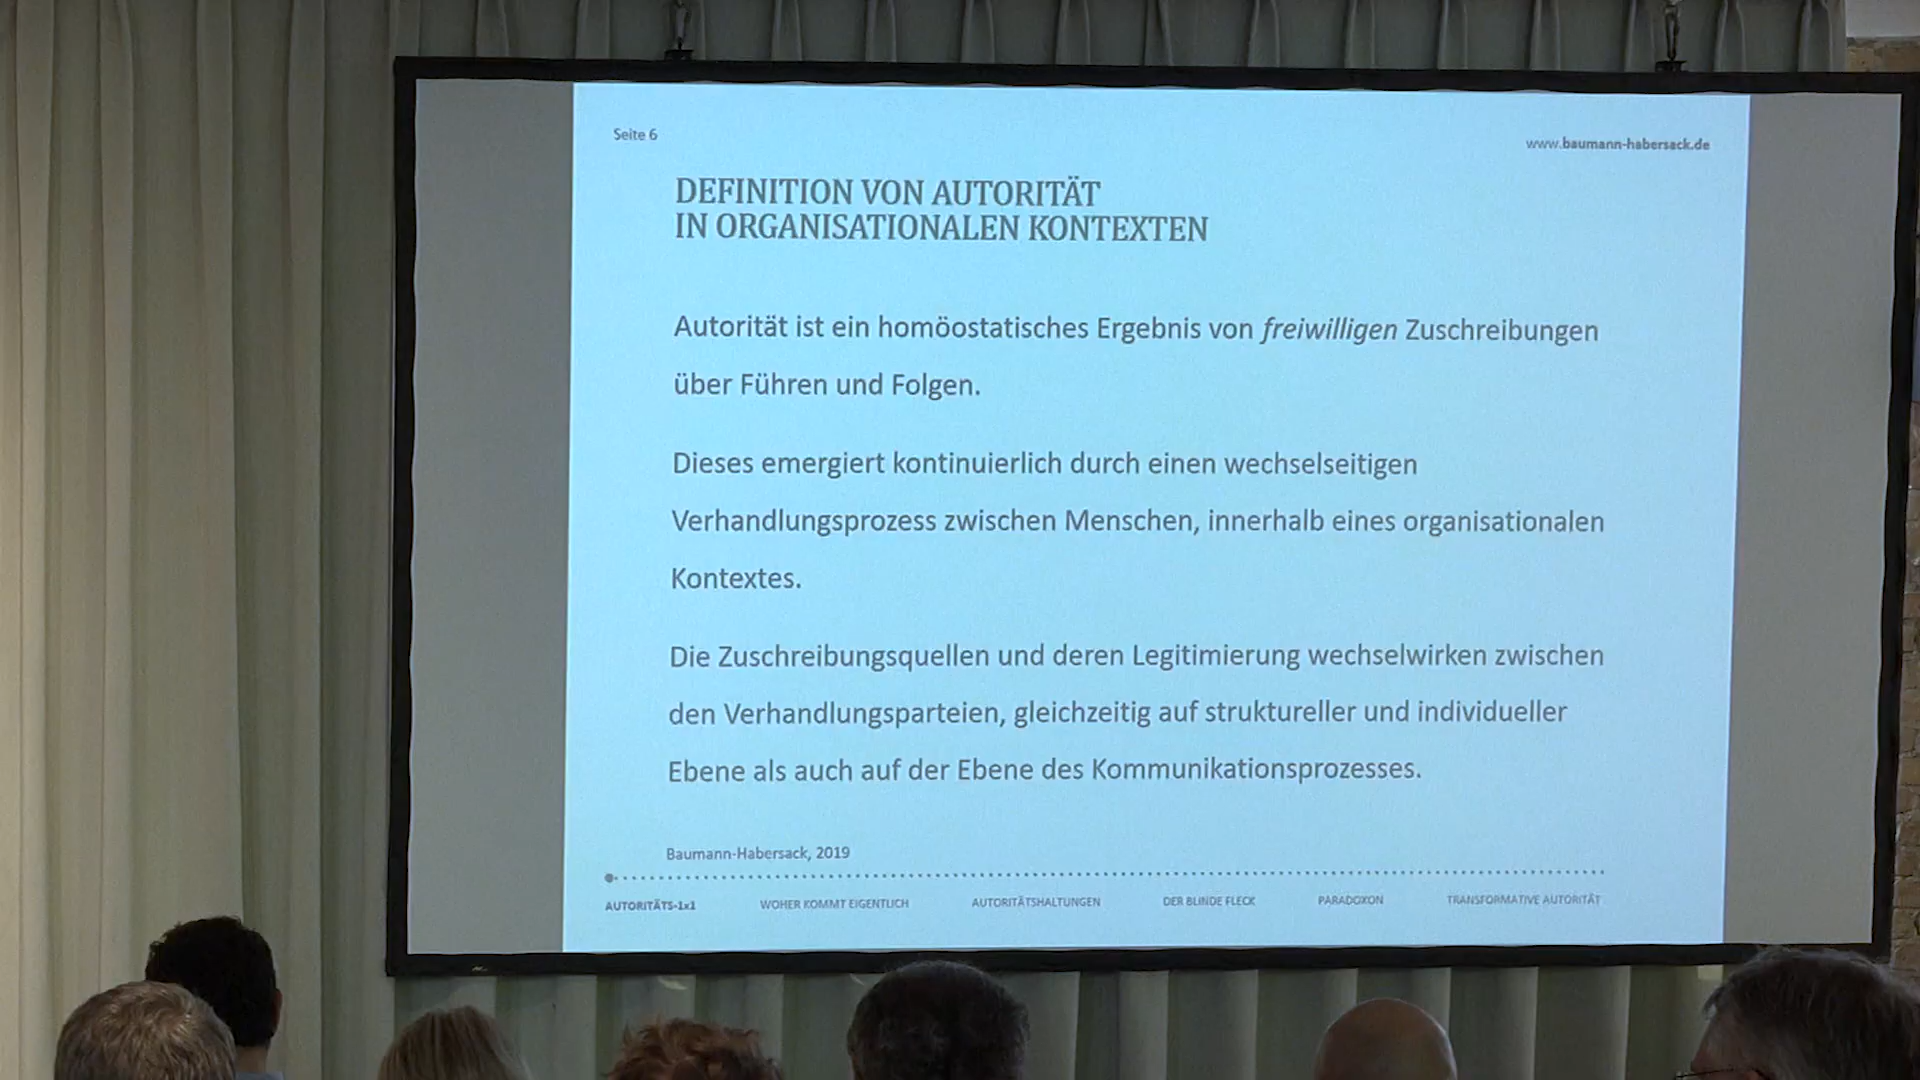 Seite 6
www.baumann-habersack.de
DEFINITION VON AUTORITÄT
IN ORGANISATIONALEN KONTEXTEN
Autorität ist ein homöostatisches Ergebnis von freiwilligen Zuschreibungen
über Führen und Folgen.
Dieses emergiert kontinuierlich durch einen wechselseitigen
Verhandlungsprozess zwischen Menschen, innerhalb eines organisationalen
Kontextes.
Die Zuschreibungsquellen und deren Legitimierung wechselwirken zwischen
den Verhandlungsparteien, gleichzeitig auf struktureller und individueller
Ebene als auch auf der Ebene des Kommunikationsprozesses.
Baumann-Habersack, 2019
AUTORITÄTS-1x1 WOHER KOMMT EIGENTLICH AUTORITÄTSHALTUNGEN DER BLINDE FLECK PARADOXON TRANSFORMATIVE AUTORITÄT